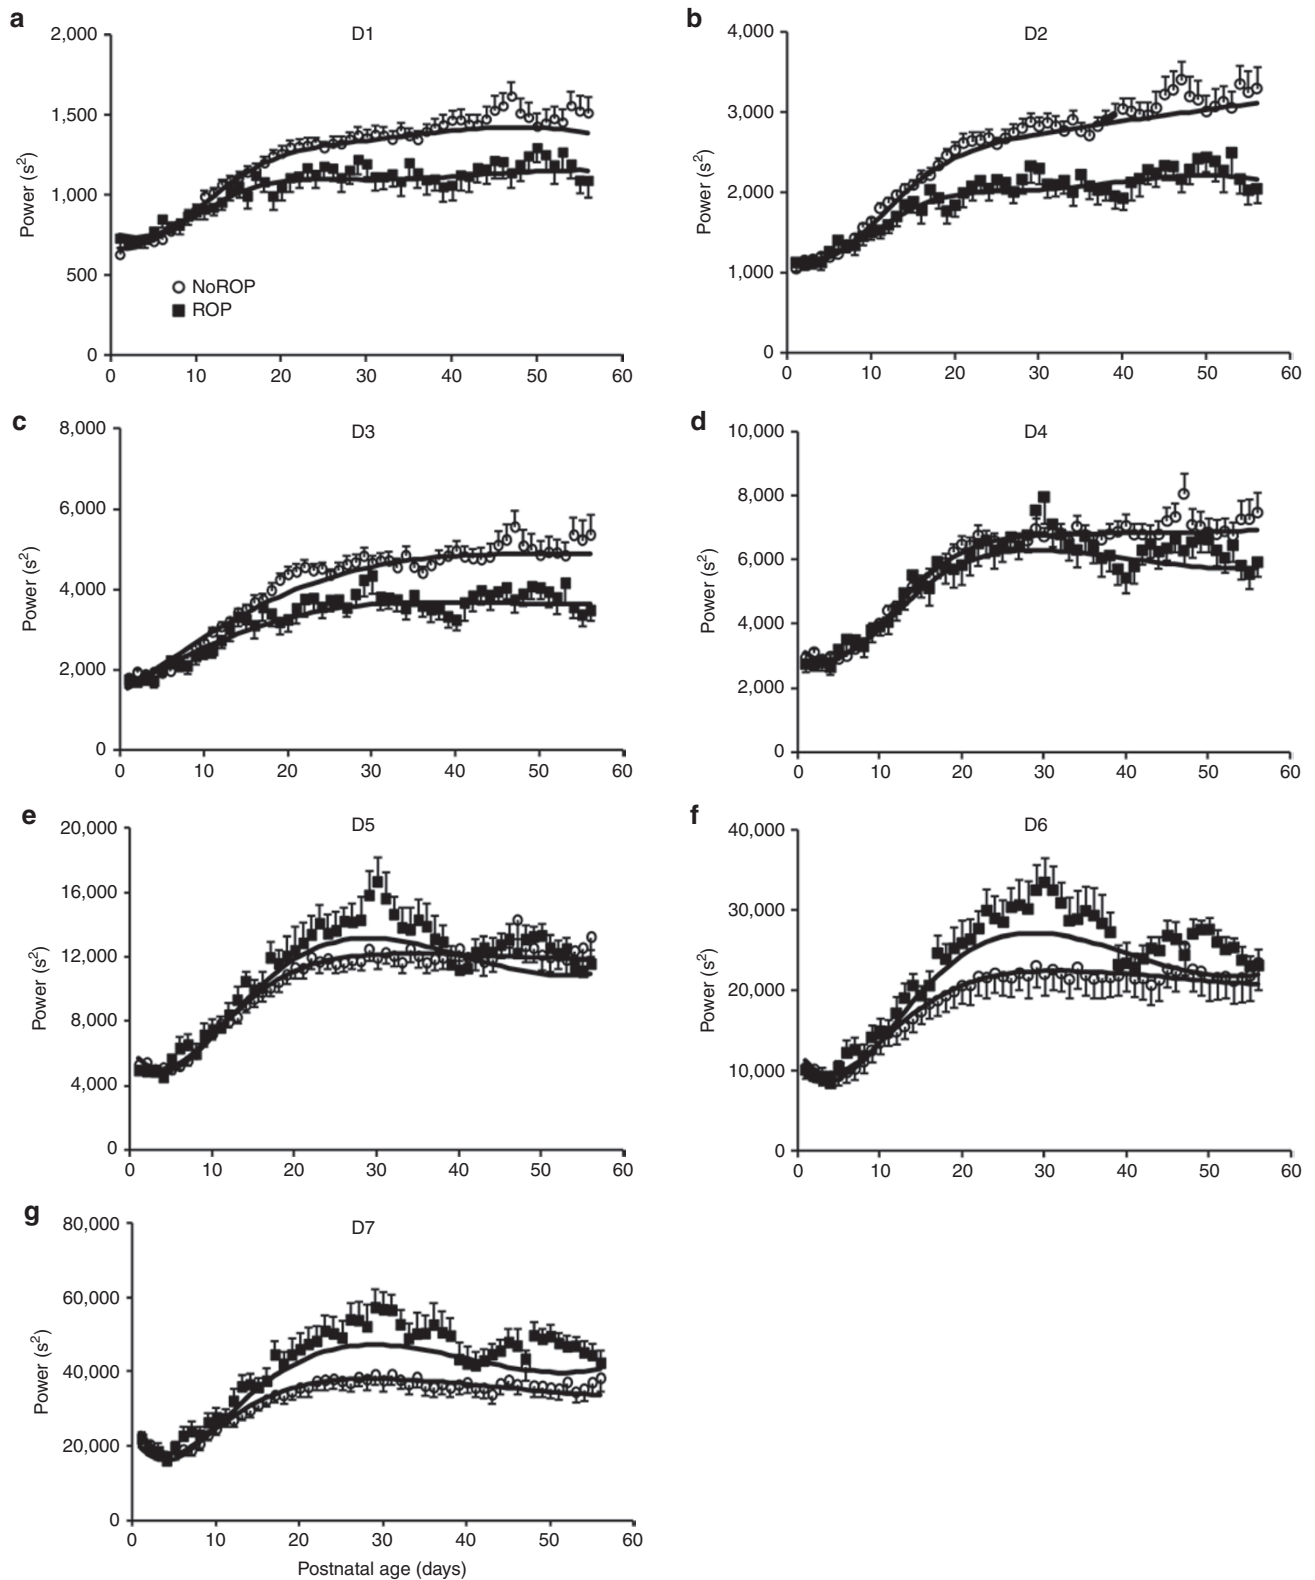 a
D1
2,000
1,500
1,000
500
0
Power (s²)
NoROP
ROP
0 10 20 30 40 50 60
b
D2
4,000
3,000
2,000
1,000
0
Power (s²)
0 10 20 30 40 50 60
c
D3
8,000
6,000
4,000
2,000
0
Power (s²)
0 10 20 30 40 50 60
d
D4
10,000
8,000
6,000
4,000
2,000
0
Power (s²)
0 10 20 30 40 50 60
e
D5
20,000
16,000
12,000
8,000
4,000
0
Power (s²)
0 10 20 30 40 50 60
f
D6
40,000
30,000
20,000
10,000
0
Power (s²)
0 10 20 30 40 50 60
g
D7
80,000
60,000
40,000
20,000
0
Power (s²)
0 10 20 30 40 50 60
Postnatal age (days)